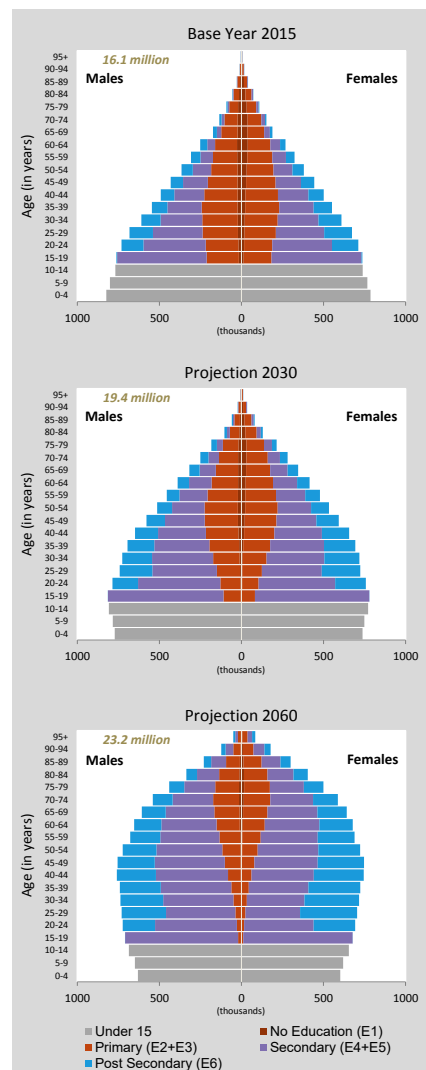 Base Year 2015
16.1 million
Males
Females
Age (in years)
95+
90-94
85-89
80-84
75-79
70-74
65-69
60-64
55-59
50-54
45-49
40-44
35-39
30-34
25-29
20-24
15-19
10-14
5-9
0-4
1000 500 0 500 1000
(thousands)
Projection 2030
19.4 million
Males
Females
Age (in years)
95+
90-94
85-89
80-84
75-79
70-74
65-69
60-64
55-59
50-54
45-49
40-44
35-39
30-34
25-29
20-24
15-19
10-14
5-9
0-4
1000 500 0 500 1000
(thousands)
Projection 2060
23.2 million
Males
Females
Age (in years)
95+
90-94
85-89
80-84
75-79
70-74
65-69
60-64
55-59
50-54
45-49
40-44
35-39
30-34
25-29
20-24
15-19
10-14
5-9
0-4
1000 500 0 500 1000
(thousands)
Under 15 No Education (E1)
Primary (E2+E3) Secondary (E4+E5)
Post Secondary (E6)